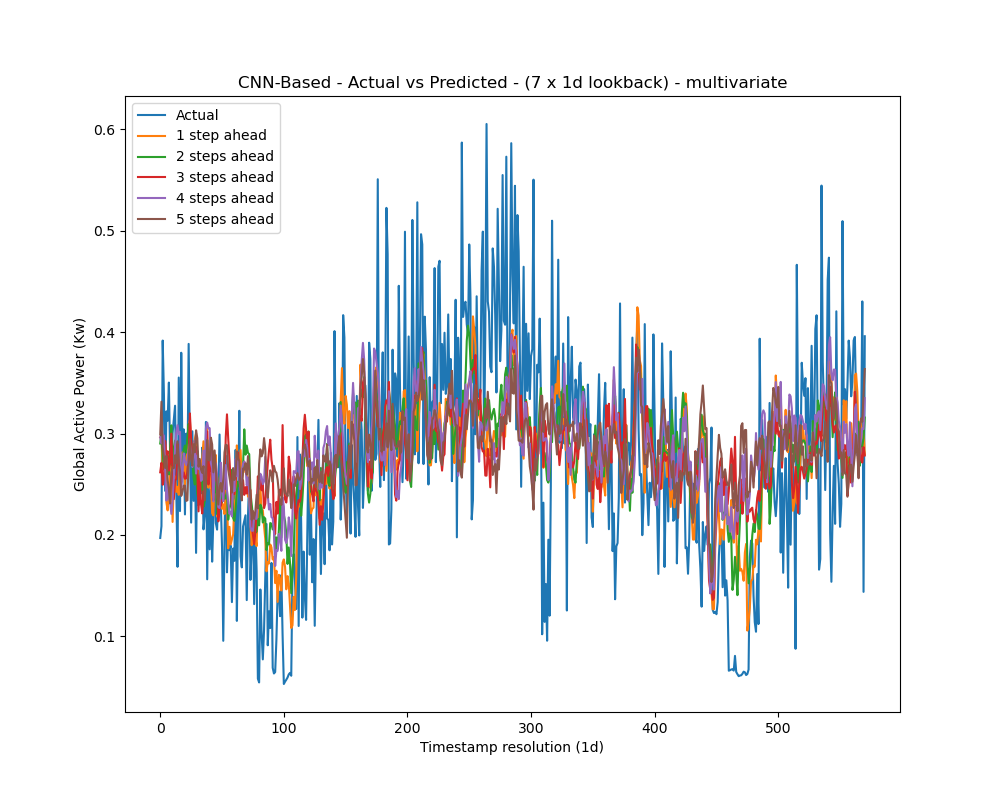 CNN-Based - Actual vs Predicted - (7 x 1d lookback) - multivariate
Actual
1 step ahead
2 steps ahead
3 steps ahead
4 steps ahead
5 steps ahead
Global Active Power (Kw)
0.6
0.5
0.4
0.3
0.2
0.1
0 100 200 300 400 500
Timestamp resolution (1d)